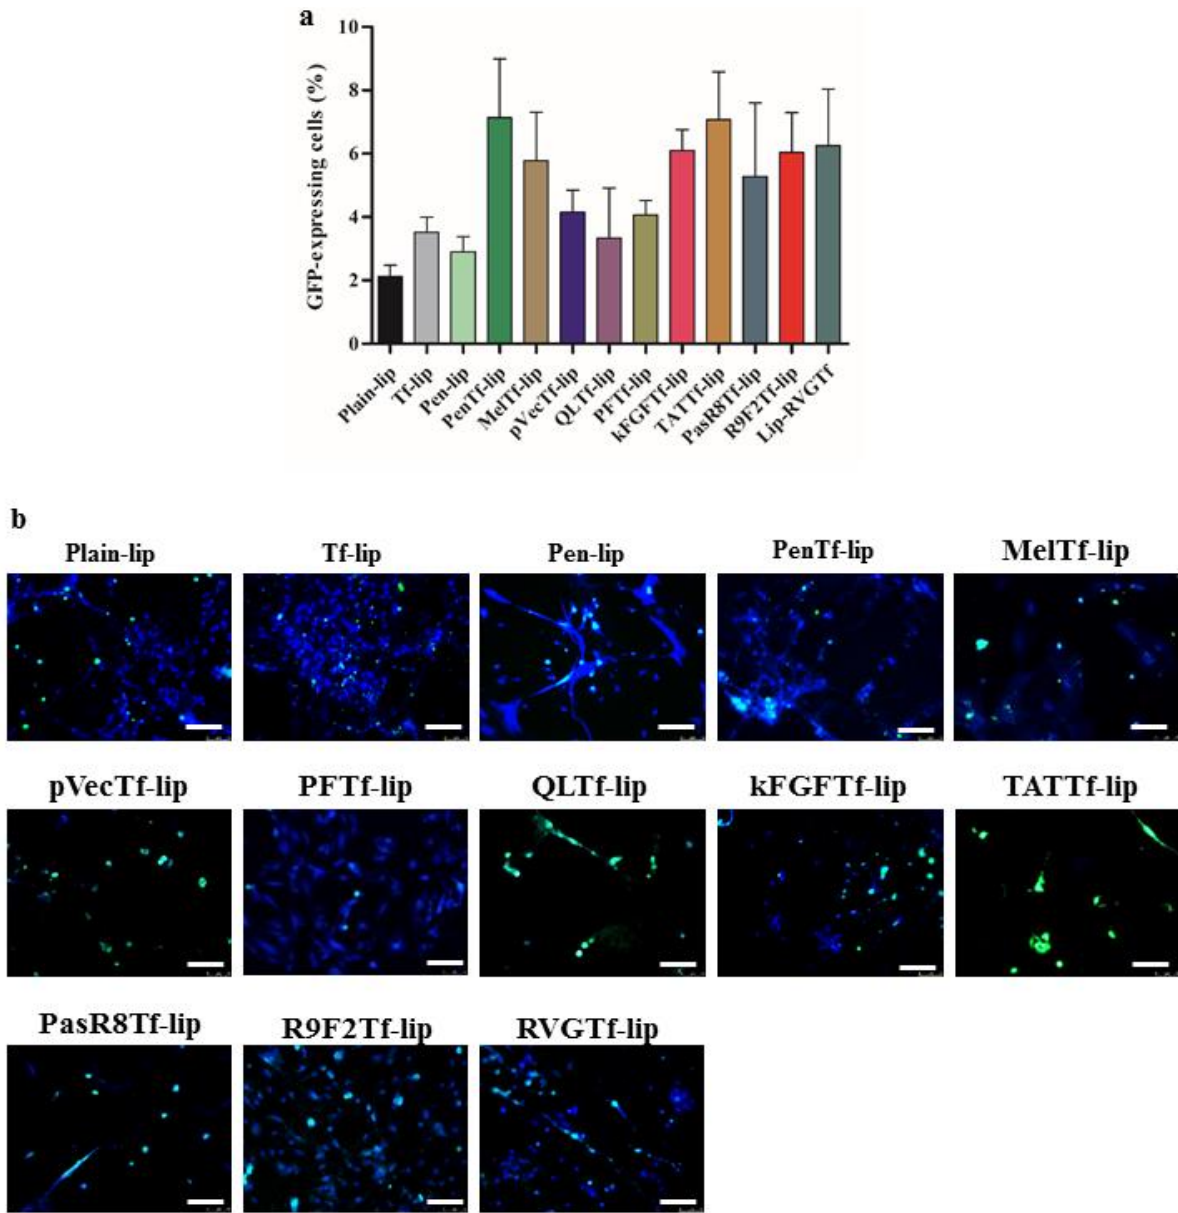 a
GFP-expressing cells (%)
10
8
6
4
2
0
Plain-lip
Tf-lip
Pen-lip
PenTf-lip
MelTf-lip
pVecTf-lip
QLTf-lip
PFTf-lip
kFGFTf-lip
TATTf-lip
PasR8Tf-lip
R9F2Tf-lip
Lip-RVGTf
b
Plain-lip Tf-lip Pen-lip PenTf-lip MelTf-lip
pVecTf-lip PFTf-lip QLTf-lip kFGFTf-lip TATTf-lip
PasR8Tf-lip R9F2Tf-lip RVGTf-lip